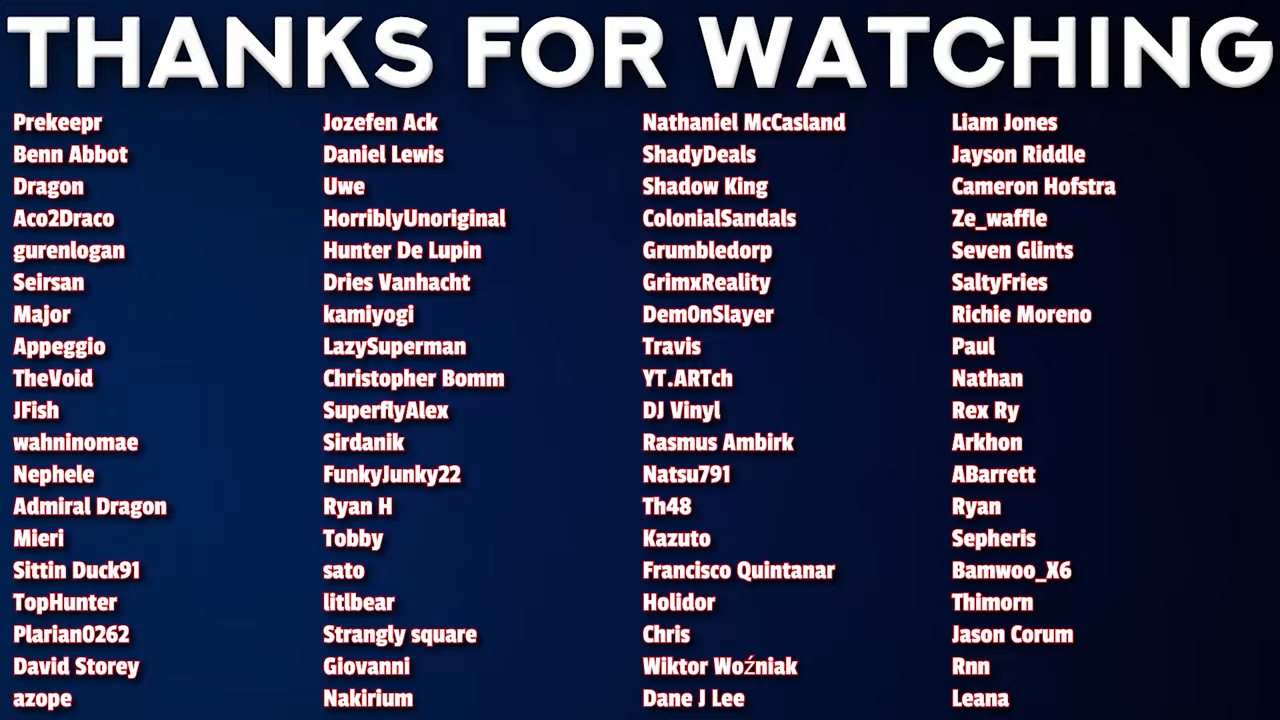 THANKS FOR WATCHING
Prekeepr
Benn Abbot
Dragon
Aco2Draco
gurenlogan
Seirsan
Major
Appeggio
TheVoid
JFish
wahninomae
Nephele
Admiral Dragon
Mieri
Sittin Duck91
TopHunter
Plarian0262
David Storey
azope
Jozefen Ack
Daniel Lewis
Uwe
HorriblyUnoriginal
Hunter De Lupin
Dries Vanhacht
kamiyogi
LazySuperman
Christopher Bomm
SuperflyAlex
Sirdanik
FunkyJunky22
Ryan H
Tobby
sato
litlbear
Strangly square
Giovanni
Nakirium
Nathaniel McCasland
ShadyDeals
Shadow King
ColonialSandals
Grumbledorp
GrimxReality
Dem0nSlayer
Travis
YT.ARTch
DJ Vinyl
Rasmus Ambirk
Natsu791
Th48
Kazuto
Francisco Quintanar
Holidor
Chris
Wiktor Woźniak
Dane J Lee
Liam Jones
Jayson Riddle
Cameron Hofstra
Ze_waffle
Seven Glints
SaltyFries
Richie Moreno
Paul
Nathan
Rex Ry
Arkhon
ABarrett
Ryan
Sepheris
Bamwoo_X6
Thimorn
Jason Corum
Rnn
Leana